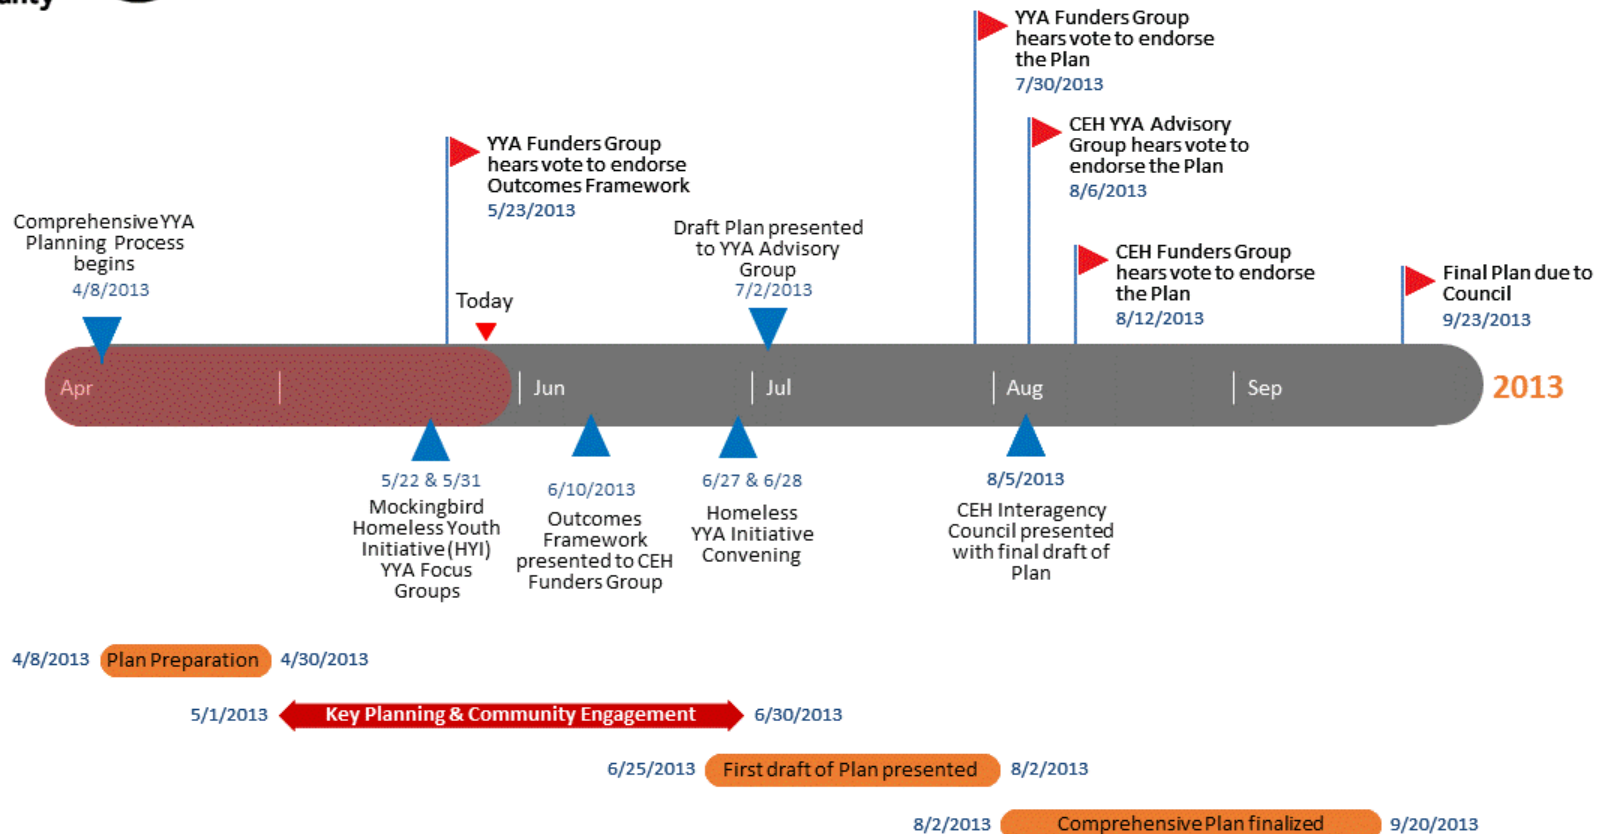 YYA Funders Group
hears vote to endorse
the Plan
7/30/2013
CEH YYA Advisory
Group hears vote to
endorse the Plan
8/6/2013
YYA Funders Group
hears vote to endorse
Outcomes Framework
5/23/2013
Comprehensive YYA
Planning Process
begins
4/8/2013
Draft Plan presented
to YYA Advisory
Group
7/2/2013
CEH Funders Group
hears vote to endorse
the Plan
8/12/2013
Final Plan due to
Council
9/23/2013
Today
Apr
Jun
Jul
Aug
Sep
2013
5/22 & 5/31
Mockingbird
Homeless Youth
Initiative (HYI)
YYA Focus
Groups
6/10/2013
Outcomes
Framework
presented to CEH
Funders Group
6/27 & 6/28
Homeless
YYA Initiative
Convening
8/5/2013
CEH Interagency
Council presented
with final draft of
Plan
4/8/2013 Plan Preparation 4/30/2013
5/1/2013 Key Planning & Community Engagement 6/30/2013
6/25/2013 First draft of Plan presented 8/2/2013
8/2/2013 Comprehensive Plan finalized 9/20/2013